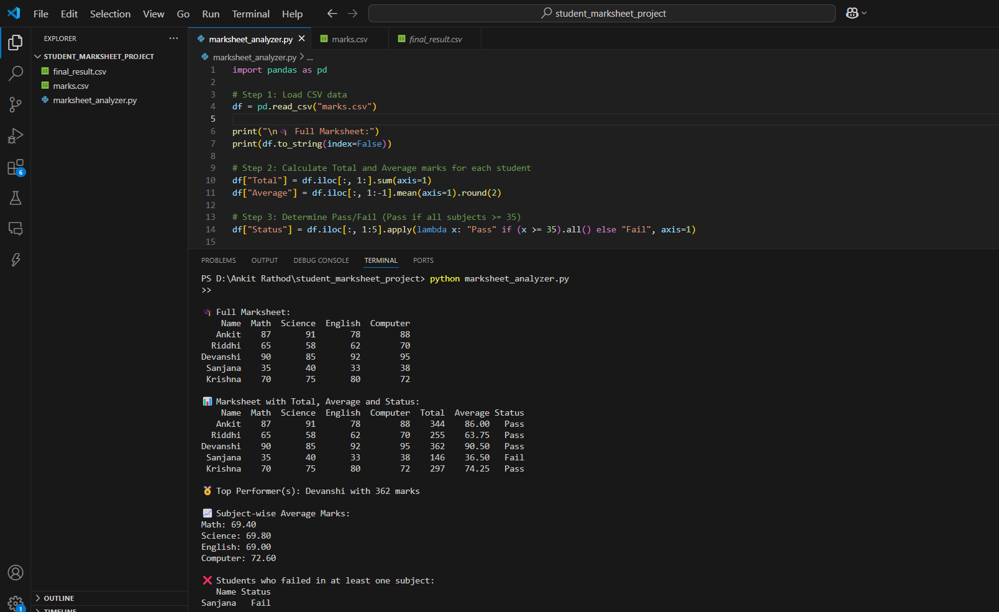 File Edit Selection View Go Run Terminal Help
student_marksheet_project
EXPLORER
STUDENT_MARKSHEET_PROJECT
final_result.csv
marks.csv
marksheet_analyzer.py
6
OUTLINE
TIMELINE
1
marksheet_analyzer.py
marks.csv
final_result.csv
marksheet_analyzer.py > ...
1 import pandas as pd
2
3 # Step 1: Load CSV data
4 df = pd.read_csv("marks.csv")
5
6 print("\n Full Marksheet:")
7 print(df.to_string(index=False))
8
9 # Step 2: Calculate Total and Average marks for each student
10 df["Total"] = df.iloc[:, 1:].sum(axis=1)
11 df["Average"] = df.iloc[:, 1:-1].mean(axis=1).round(2)
12
13 # Step 3: Determine Pass/Fail (Pass if all subjects >= 35)
14 df["Status"] = df.iloc[:, 1:5].apply(lambda x: "Pass" if (x >= 35).all() else "Fail", axis=1)
15
PROBLEMS OUTPUT DEBUG CONSOLE TERMINAL PORTS
PS D:\Ankit Rathod\student_marksheet_project> python marksheet_analyzer.py
>>
Full Marksheet:
Name Math Science English Computer
Ankit 87 91 78 88
Riddhi 65 58 62 70
Devanshi 90 85 92 95
Sanjana 35 40 33 38
Krishna 70 75 80 72
📊 Marksheet with Total, Average and Status:
Name Math Science English Computer Total Average Status
Ankit 87 91 78 88 344 86.00 Pass
Riddhi 65 58 62 70 255 63.75 Pass
Devanshi 90 85 92 95 362 90.50 Pass
Sanjana 35 40 33 38 146 36.50 Fail
Krishna 70 75 80 72 297 74.25 Pass
🏅 Top Performer(s): Devanshi with 362 marks
📈 Subject-wise Average Marks:
Math: 69.40
Science: 69.80
English: 69.00
Computer: 72.60
❌ Students who failed in at least one subject:
Name Status
Sanjana Fail